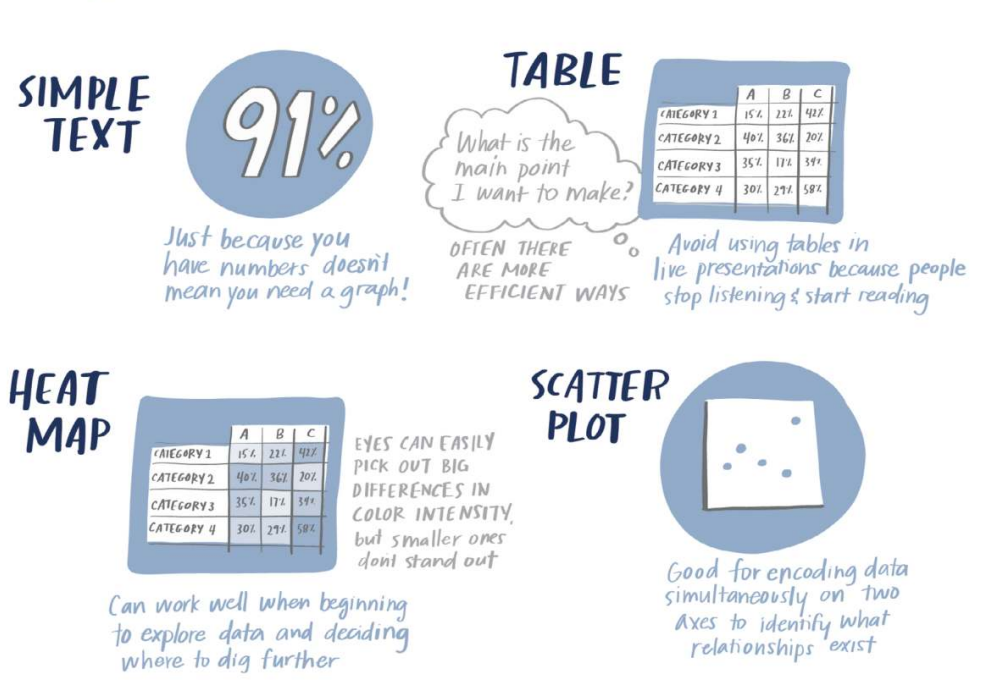 SIMPLE
TEXT
91%
Just because you
have numbers doesn't
mean you need a graph!
TABLE
What is the
main point
I want to make?
OFTEN THERE
ARE MORE
EFFICIENT WAYS
A B C
CATEGORY 1 15% 22% 42%
CATEGORY 2 40% 36% 20%
CATEGORY 3 35% 17% 34%
CATEGORY 4 30% 29% 58%
Avoid using tables in
live presentations because people
stop listening & start reading
HEAT
MAP
A B C
CATEGORY 1 15% 22% 42%
CATEGORY 2 40% 36% 20%
CATEGORY 3 35% 17% 34%
CATEGORY 4 30% 29% 58%
EYES CAN EASILY
PICK OUT BIG
DIFFERENCES IN
COLOR INTENSITY,
but smaller ones
don't stand out
Can work well when beginning
to explore data and deciding
where to dig further
SCATTER
PLOT
Good for encoding data
simultaneously on two
axes to identify what
relationships exist